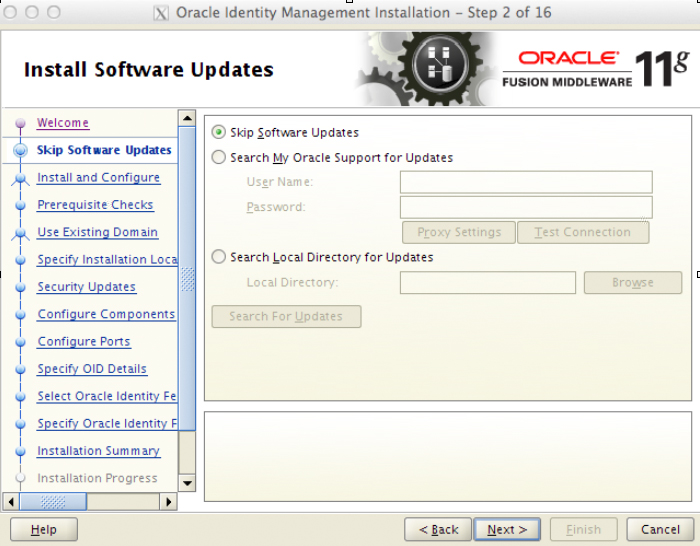 Oracle Identity Management Installation – Step 2 of 16
Install Software Updates
ORACLE
FUSION MIDDLEWARE
11g
Welcome
Skip Software Updates
Install and Configure
Prerequisite Checks
Use Existing Domain
Specify Installation Loca
Security Updates
Configure Components
Configure Ports
Specify OID Details
Select Oracle Identity Fe
Specify Oracle Identity F
Installation Summary
Installation Progress
Skip Software Updates
Search My Oracle Support for Updates
User Name:
Password:
Proxy Settings
Test Connection
Search Local Directory for Updates
Local Directory:
Browse
Search For Updates
Help
< Back
Next >
Finish
Cancel